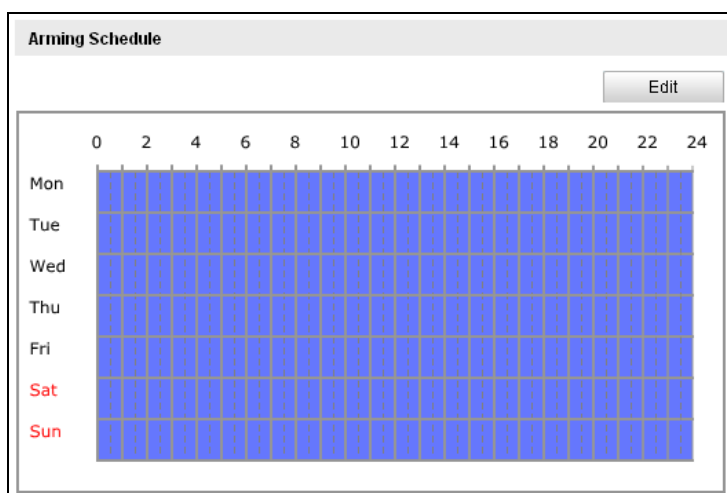 Arming Schedule
Edit
0 2 4 6 8 10 12 14 16 18 20 22 24
Mon
Tue
Wed
Thu
Fri
Sat
Sun